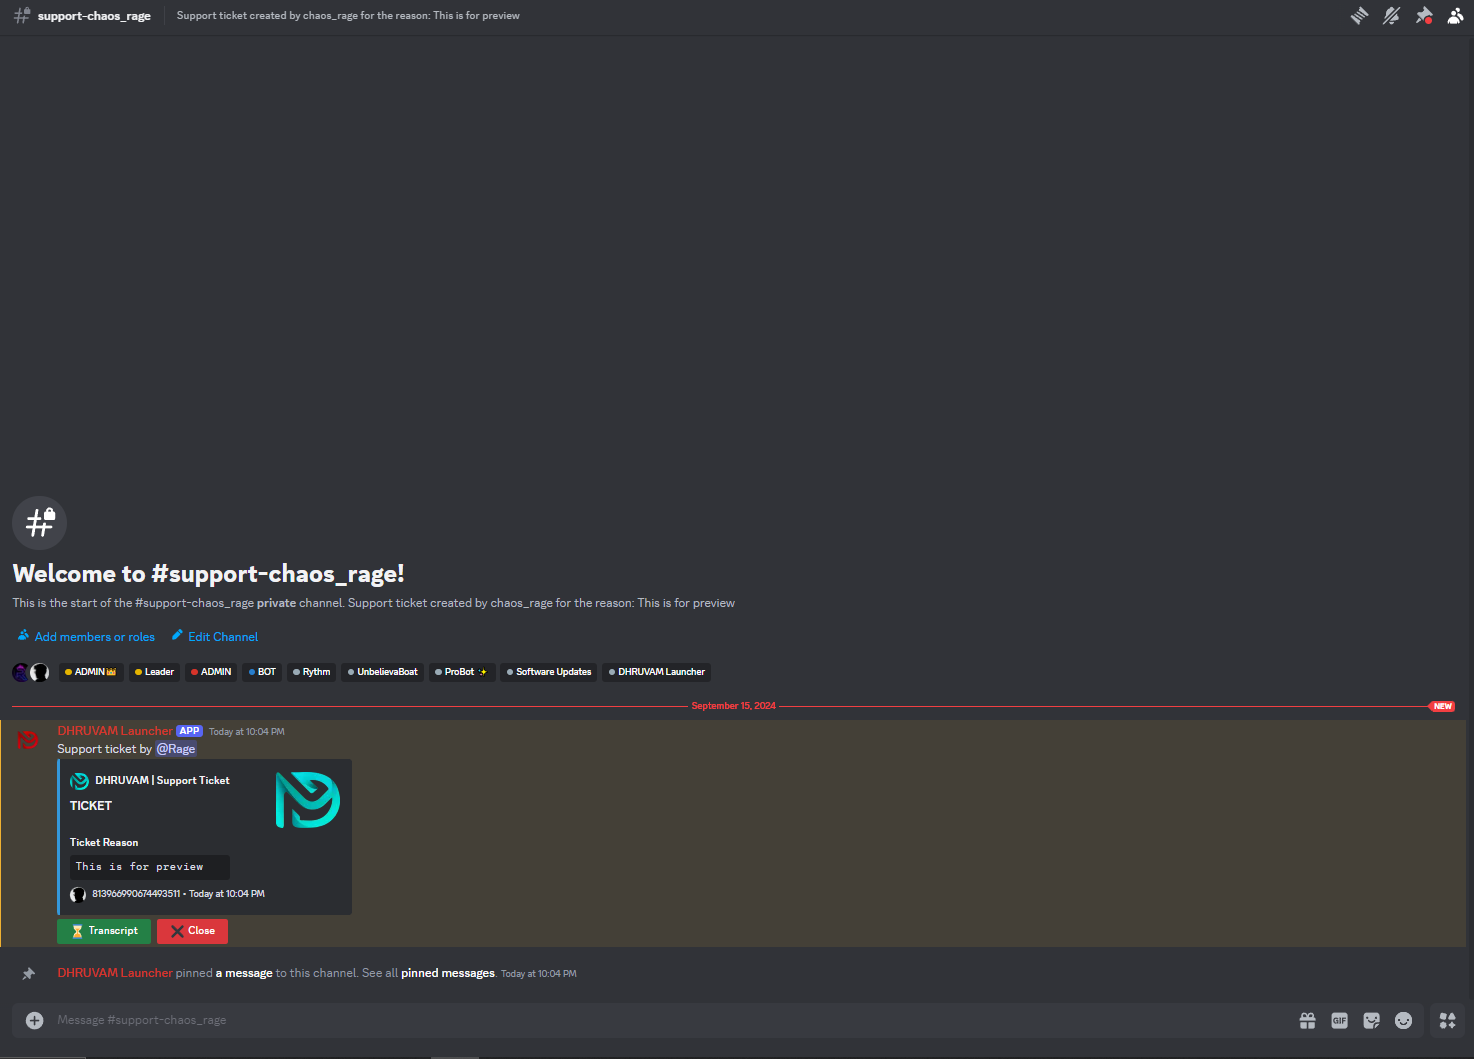 support-chaos_rage
Support ticket created by chaos_rage for the reason: This is for preview
Welcome to #support-chaos_rage!
This is the start of the #support-chaos_rage private channel. Support ticket created by chaos_rage for the reason: This is for preview
Add members or roles Edit Channel
ADMIN Leader ADMIN BOT Rythm UnbelievaBoat ProBot Software Updates DHRUVAM Launcher
September 15, 2024 NEW
DHRUVAM Launcher APP Today at 10:04 PM
Support ticket by @Rage
DHRUVAM | Support Ticket
TICKET
Ticket Reason
This is for preview
813966990674493511 • Today at 10:04 PM
Transcript Close
DHRUVAM Launcher pinned a message to this channel. See all pinned messages. Today at 10:04 PM
Message #support-chaos_rage GIF